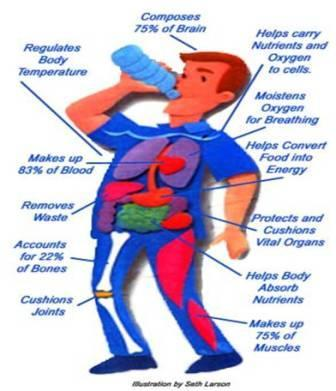 Composes
75% of Brain
Regulates
Body
Temperature
Helps carry
Nutrients and
Oxygen
to cells.
Moistens
Oxygen
for Breathing
Makes up
83% of Blood
Helps Convert
Food into
Energy
Removes
Waste
Protects and
Cushions
Vital Organs
Accounts
for 22%
of Bones
Helps Body
Absorb
Nutrients
Cushions
Joints
Makes up
75% of
Muscles
Illustration by Seth Larson